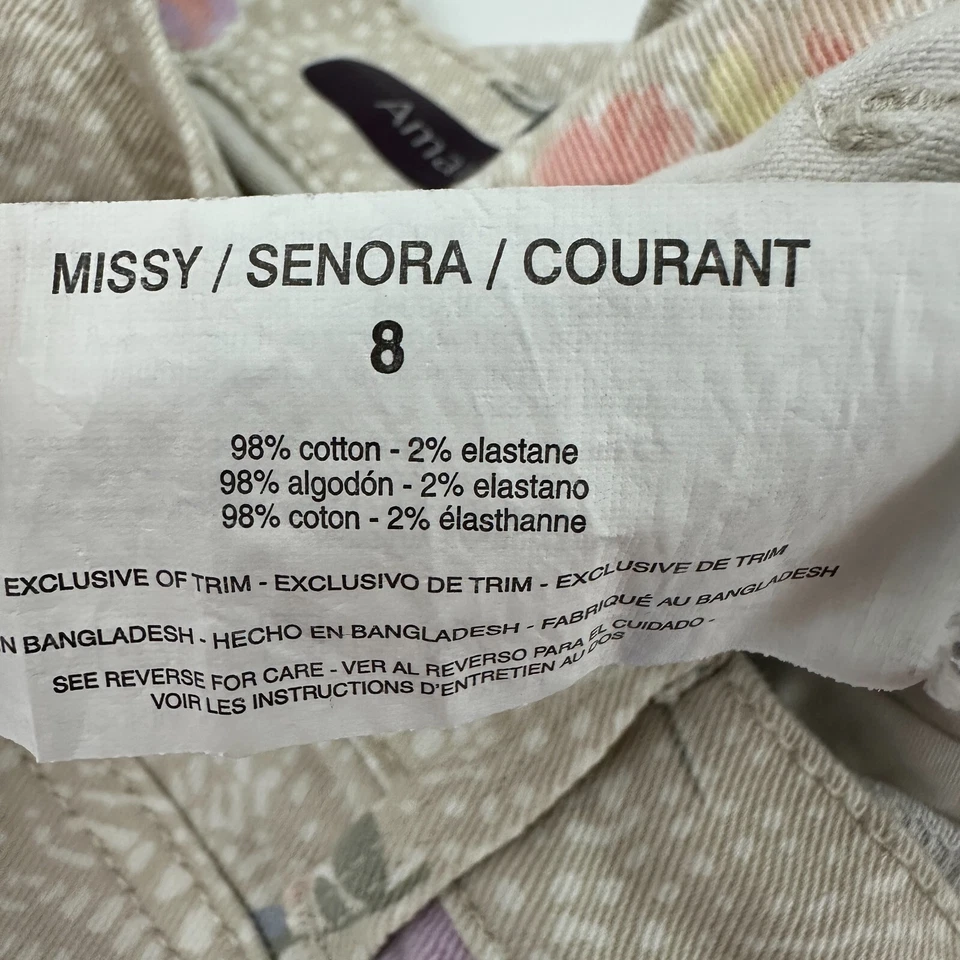 Ama
MISSY / SENORA / COURANT
8
98% cotton - 2% elastane
98% algodón - 2% elastano
98% coton - 2% élasthanne
EXCLUSIVE OF TRIM - EXCLUSIVO DE TRIM - EXCLUSIVE DE TRIM
BANGLADESH - HECHO EN BANGLADESH - FABRIQUÉ AU BANGLADESH
SEE REVERSE FOR CARE - VER AL REVERSO PARA EL CUIDADO -
VOIR LES INSTRUCTIONS D'ENTRETIEN AU DOS